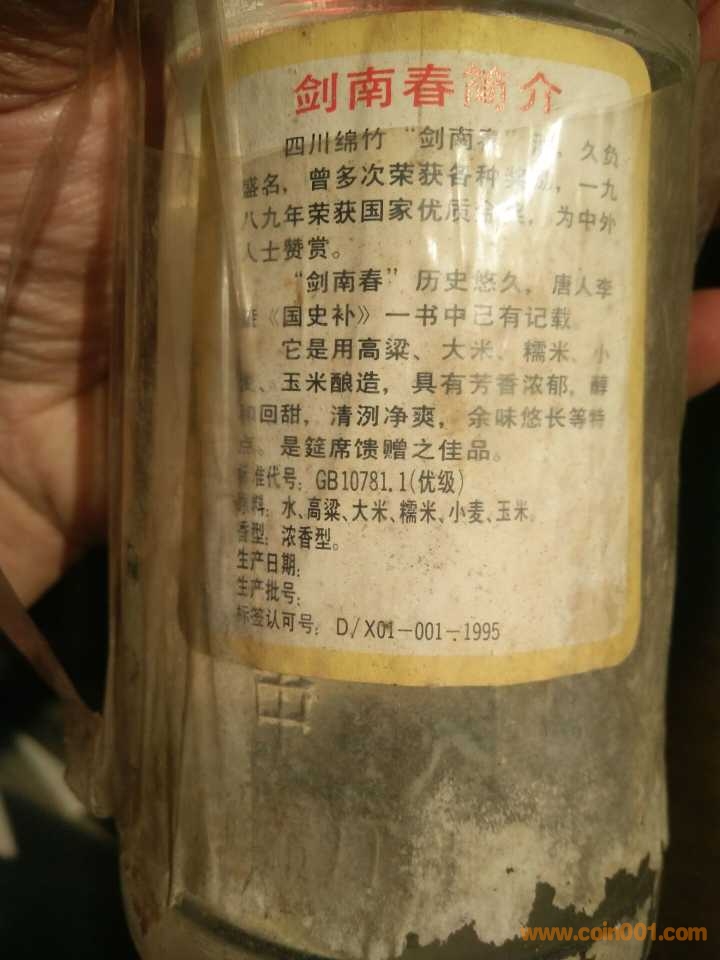 剑南春简介
四川绵竹“剑南春” 久负
盛名，曾多次荣获各种奖 ，一九
八九年荣获国家优质金 ，为中外
人士赞赏。
“剑南春”历史悠久，唐人李
《国史补》一书中已有记载
它是用高粱、大米、糯米、小
、玉米酿造，具有芳香浓郁，醇
和回甜，清洌净爽，余味悠长等特
点。是筵席馈赠之佳品。
标准代号：GB10781.1(优级)
原料：水、高粱、大米、糯米、小麦、玉米。
香型：浓香型。
生产日期：
生产批号：
标签认可号：D/X01-001-1995
www.coin001.com